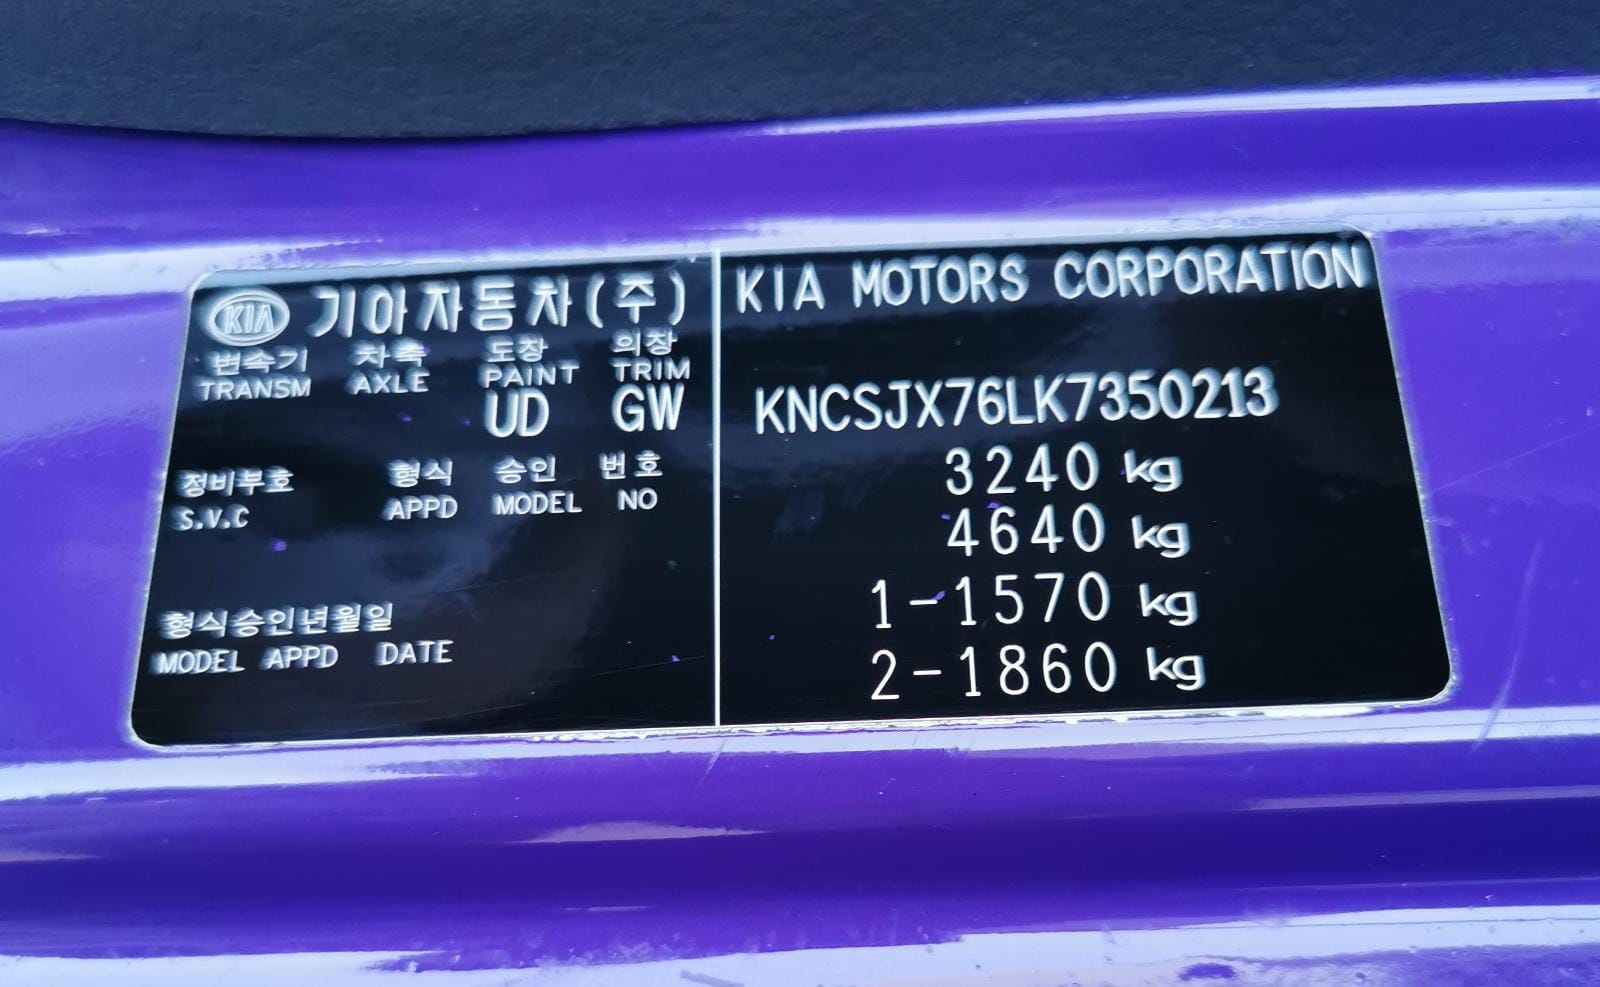 KIA 기아자동차(주)
변속기 차축 도장 의장
TRANSM AXLE PAINT TRIM
UD GW
정비부호 형식 승인 번호
S.V.C APPD MODEL NO
형식승인년월일
MODEL APPD DATE
KIA MOTORS CORPORATION
KNCSJX76LK7350213
3240 kg
4640 kg
1-1570 kg
2-1860 kg